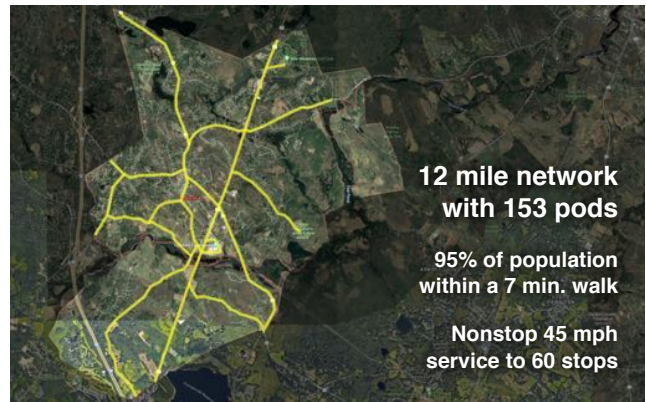 12 mile network
with 153 pods
95% of population
within a 7 min. walk
Nonstop 45 mph
service to 60 stops